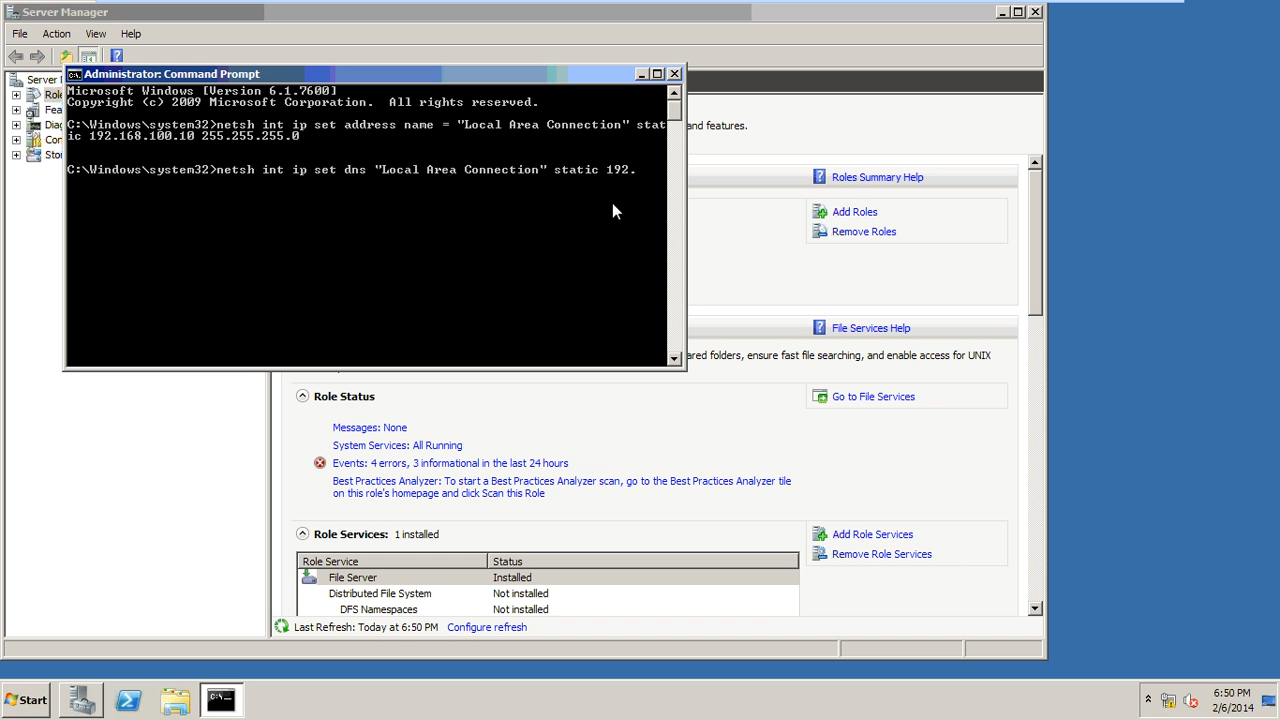 Server Manager
File Action View Help
Administrator: Command Prompt
Microsoft Windows [Version 6.1.7600]
Copyright (c) 2009 Microsoft Corporation.  All rights reserved.
C:\Windows\system32>netsh int ip set address name = "Local Area Connection" stat
ic 192.168.100.10 255.255.255.0
C:\Windows\system32>netsh int ip set dns "Local Area Connection" static 192.
Server
Role
Fea
Diag
Con
Stor
and features.
Roles Summary Help
Add Roles
Remove Roles
File Services Help
ared folders, ensure fast file searching, and enable access for UNIX
Role Status
Go to File Services
Messages: None
System Services: All Running
Events: 4 errors, 3 informational in the last 24 hours
Best Practices Analyzer: To start a Best Practices Analyzer scan, go to the Best Practices Analyzer tile
on this role's homepage and click Scan this Role
Role Services: 1 installed
Add Role Services
Remove Role Services
Role Service Status
File Server Installed
Distributed File System Not installed
DFS Namespaces Not installed
Last Refresh: Today at 6:50 PM Configure refresh
Start
6:50 PM
2/6/2014